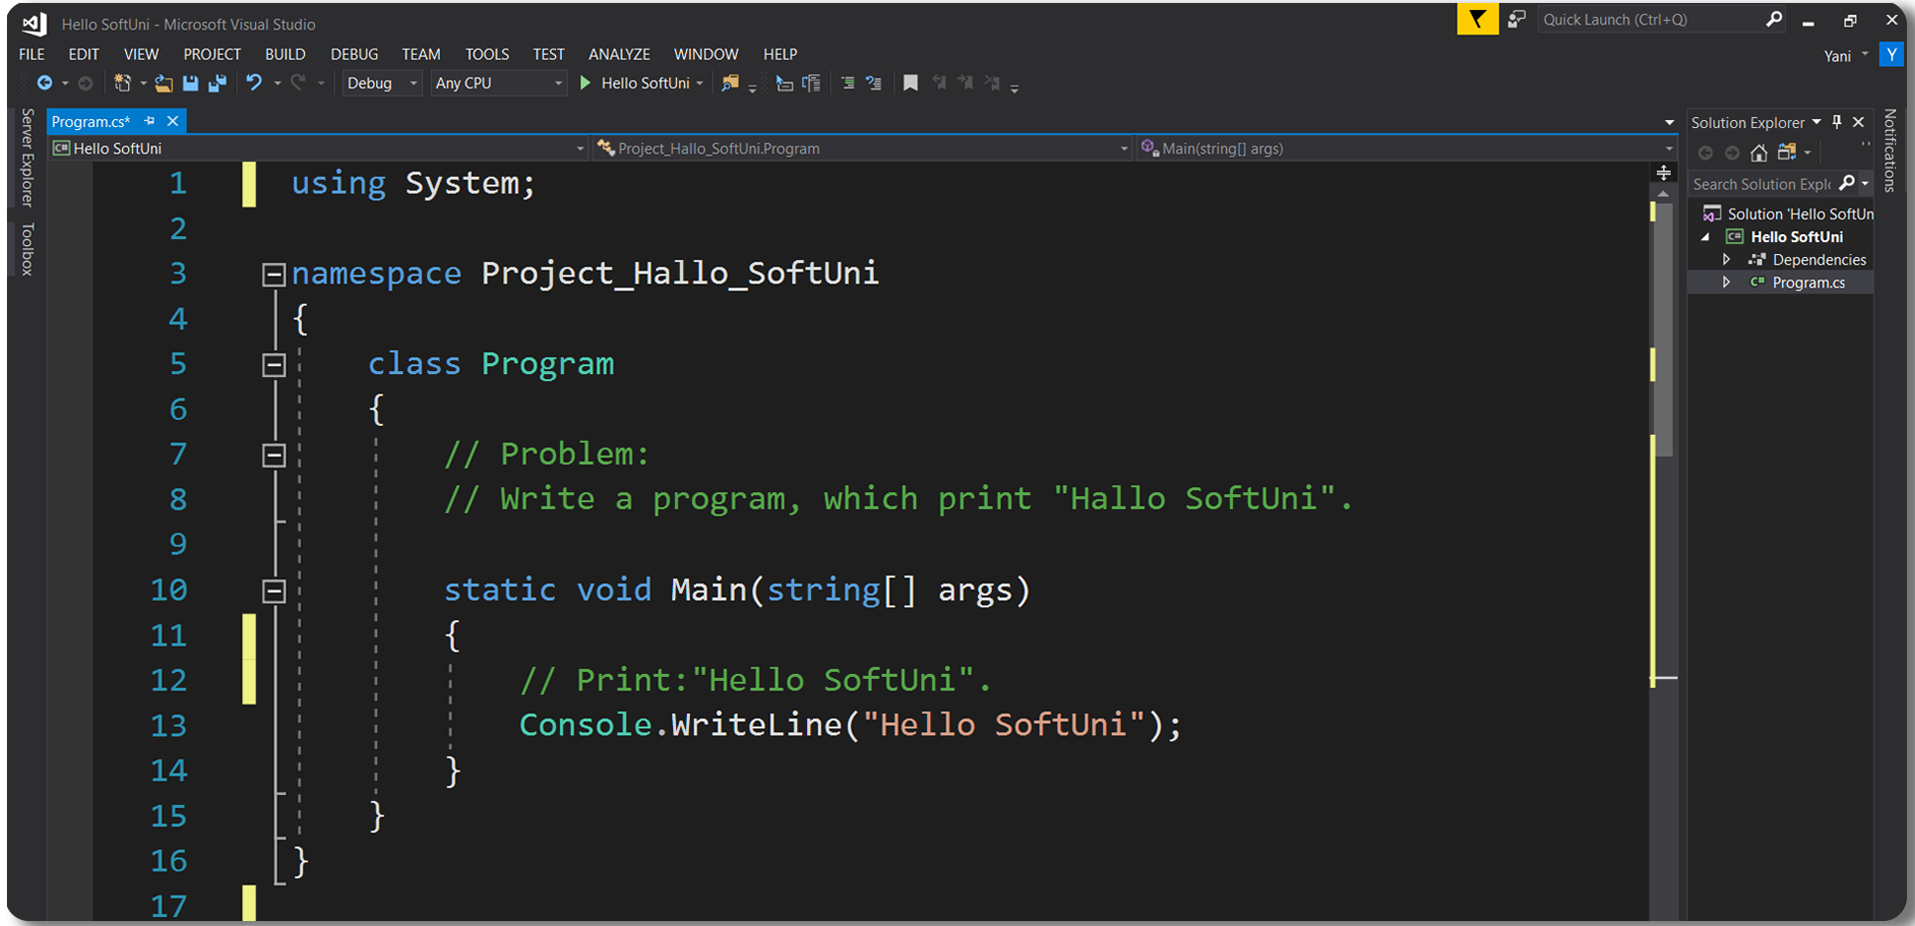 Hello SoftUni - Microsoft Visual Studio
Quick Launch (Ctrl+Q)
FILE EDIT VIEW PROJECT BUILD DEBUG TEAM TOOLS TEST ANALYZE WINDOW HELP
Yani Y
Debug Any CPU Hello SoftUni
Server Explorer
Toolbox
Program.cs*
Hello SoftUni Project_Hallo_SoftUni.Program Main(string[] args)
1 using System;
2
3 namespace Project_Hallo_SoftUni
4 {
5 class Program
6 {
7 // Problem:
8 // Write a program, which print "Hallo SoftUni".
9
10 static void Main(string[] args)
11 {
12 // Print:"Hello SoftUni".
13 Console.WriteLine("Hello SoftUni");
14 }
15 }
16 }
17
Solution Explorer
Search Solution Explo
Solution 'Hello SoftUn
C# Hello SoftUni
Dependencies
C# Program.cs
Notifications